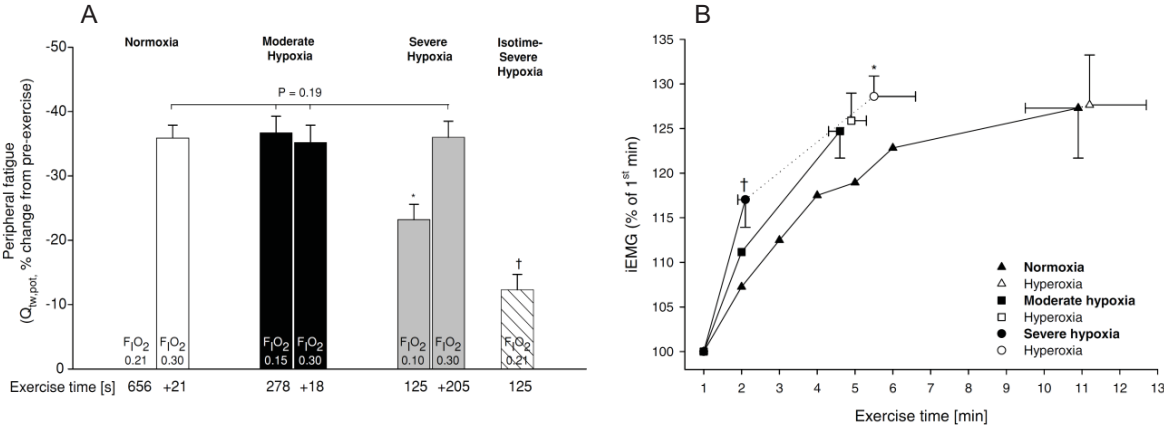 A
Normoxia
Moderate
Hypoxia
Severe
Hypoxia
Isotime-
Severe
Hypoxia
Peripheral fatigue
(Qtw,pot, % change from pre-exercise)
-50
-40
-30
-20
-10
0
P = 0.19
*
†
FIO2 FIO2 FIO2 FIO2 FIO2 FIO2 FIO2
0.21 0.30 0.15 0.30 0.10 0.30 0.21
Exercise time [s] 656 +21 278 +18 125 +205 125
B
iEMG (% of 1st min)
135
130
125
120
115
110
105
100
*
†
Normoxia
Hyperoxia
Moderate hypoxia
Hyperoxia
Severe hypoxia
Hyperoxia
1 2 3 4 5 6 7 8 9 10 11 12 13
Exercise time [min]